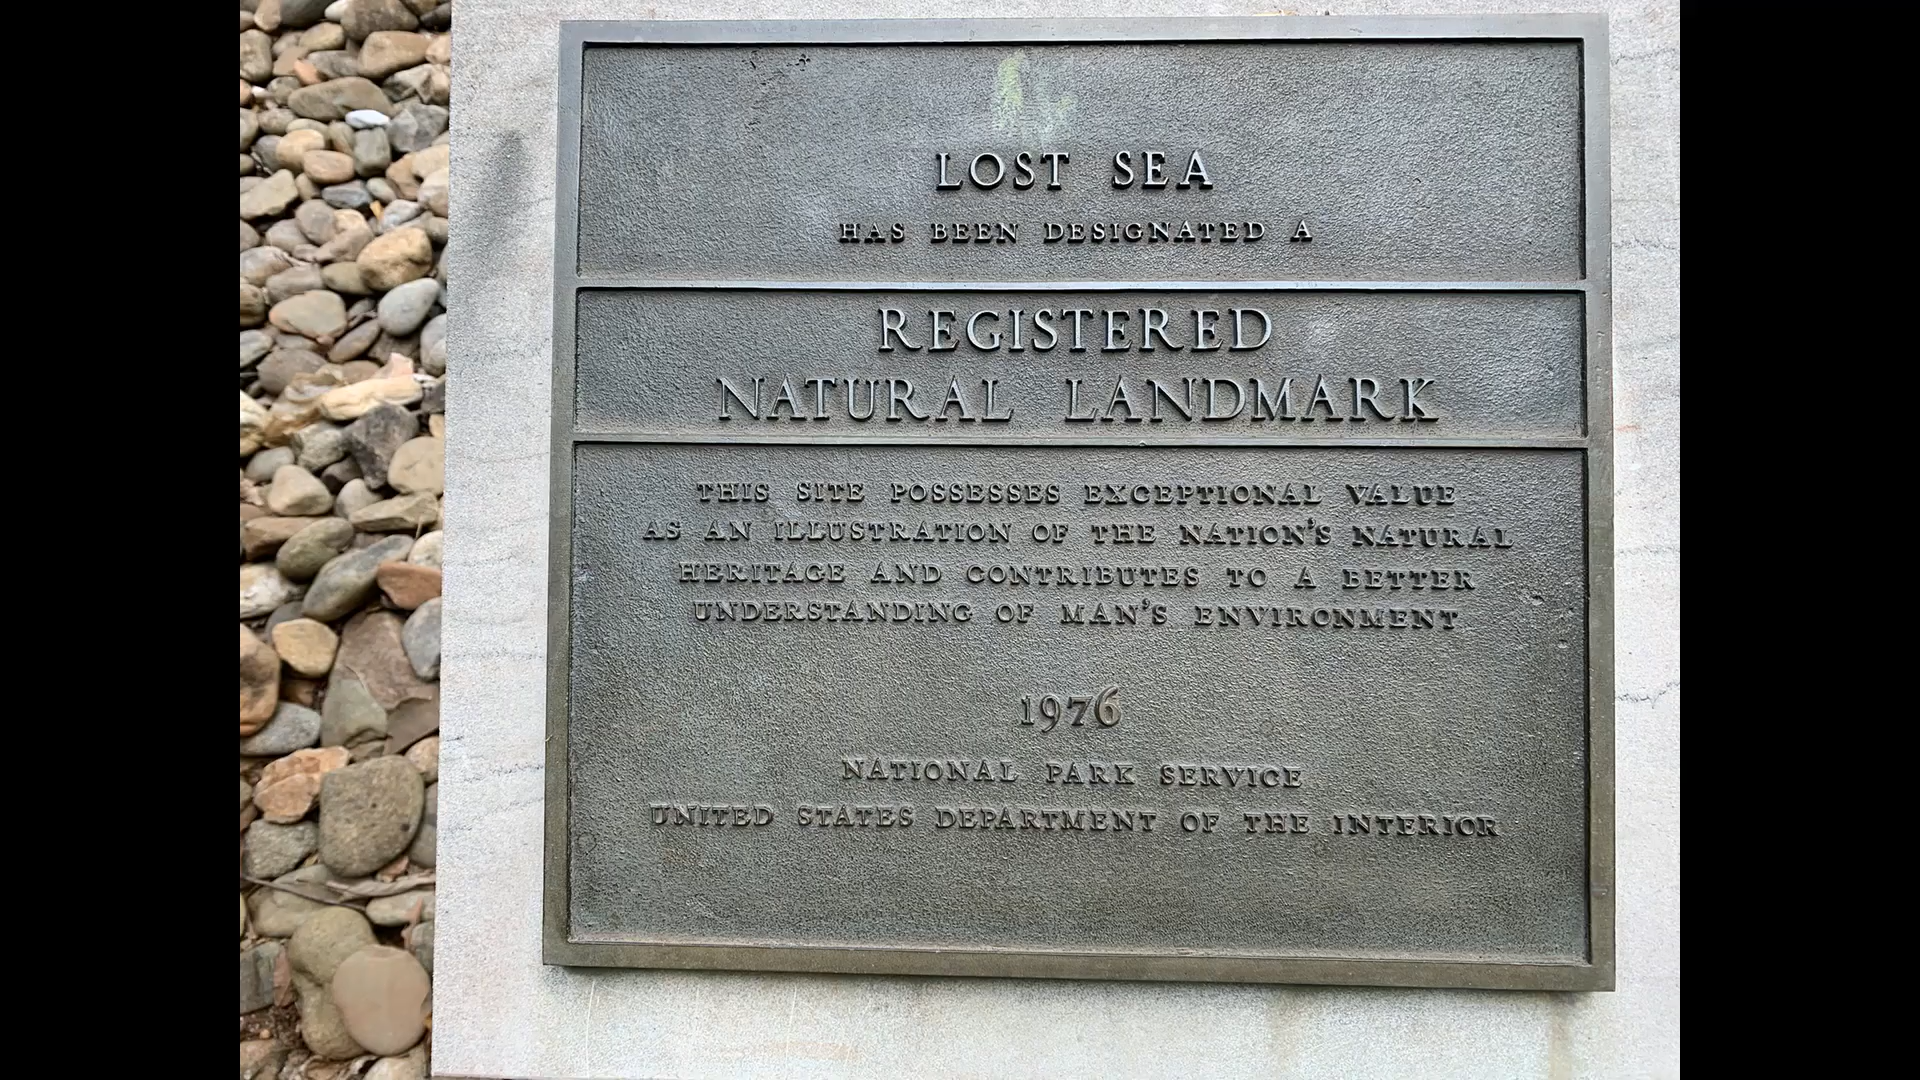 LOST SEA
HAS BEEN DESIGNATED A
REGISTERED
NATURAL LANDMARK
THIS SITE POSSESSES EXCEPTIONAL VALUE
AS AN ILLUSTRATION OF THE NATION'S NATURAL
HERITAGE AND CONTRIBUTES TO A BETTER
UNDERSTANDING OF MAN'S ENVIRONMENT
1976
NATIONAL PARK SERVICE
UNITED STATES DEPARTMENT OF THE INTERIOR